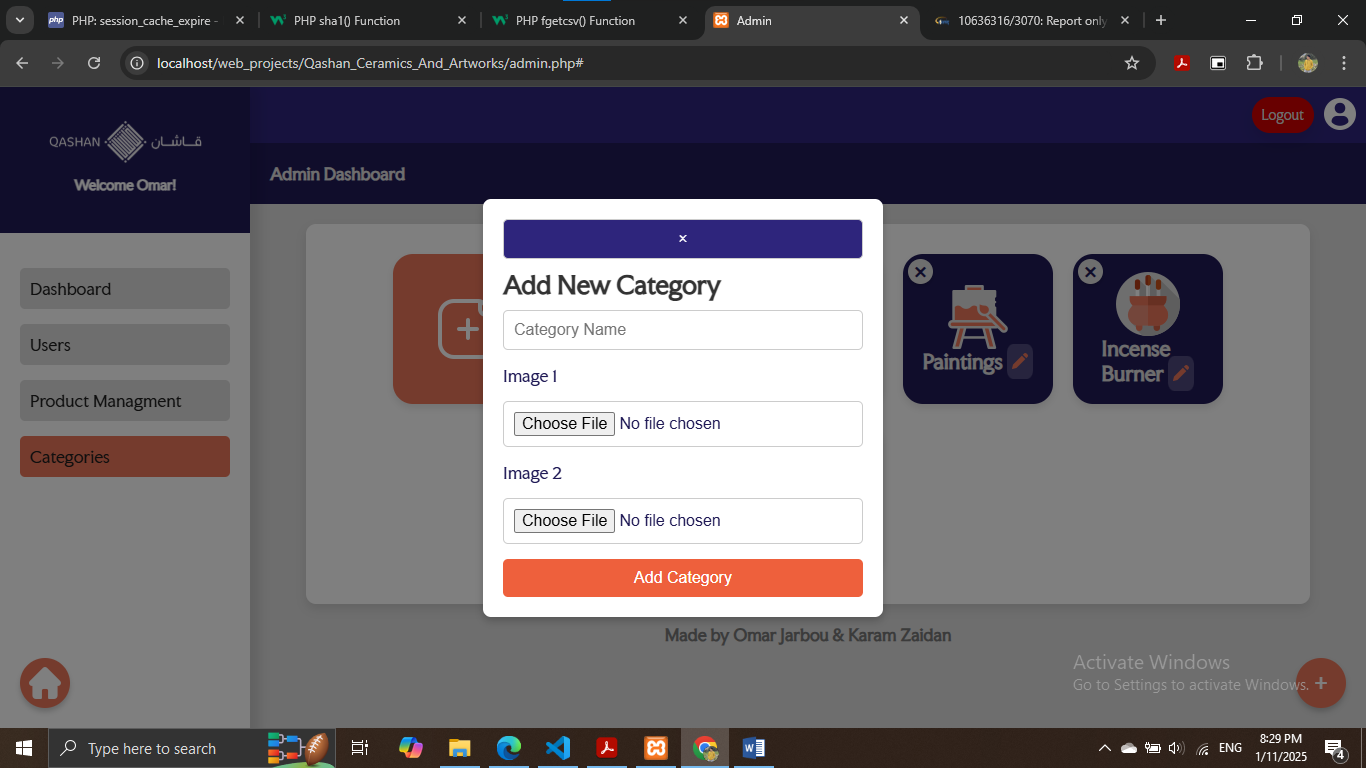 PHP: session_cache_expire -
PHP sha1() Function
PHP fgetcsv() Function
Admin
10636316/3070: Report only
localhost/web_projects/Qashan_Ceramics_And_Artworks/admin.php#
QASHAN قاشان
Welcome Omar!
Logout
Admin Dashboard
Dashboard
Users
Product Managment
Categories
×
Add New Category
Category Name
Image 1
Choose File No file chosen
Image 2
Choose File No file chosen
Add Category
Paintings
Incense
Burner
Made by Omar Jarbou & Karam Zaidan
Activate Windows
Go to Settings to activate Windows.
Type here to search
ENG
8:29 PM
1/11/2025
4